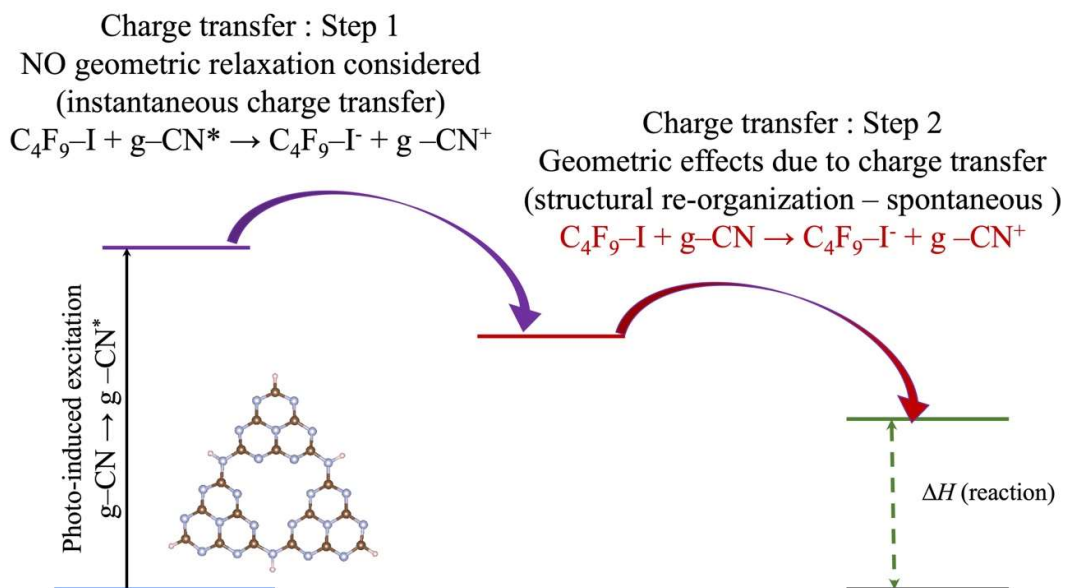 Charge transfer : Step 1
NO geometric relaxation considered
(instantaneous charge transfer)
C₄F₉–I + g–CN* → C₄F₉–I⁻ + g –CN⁺
Charge transfer : Step 2
Geometric effects due to charge transfer
(structural re-organization – spontaneous )
C₄F₉–I + g–CN → C₄F₉–I⁻ + g –CN⁺
Photo-induced excitation
g–CN → g –CN*
ΔH (reaction)